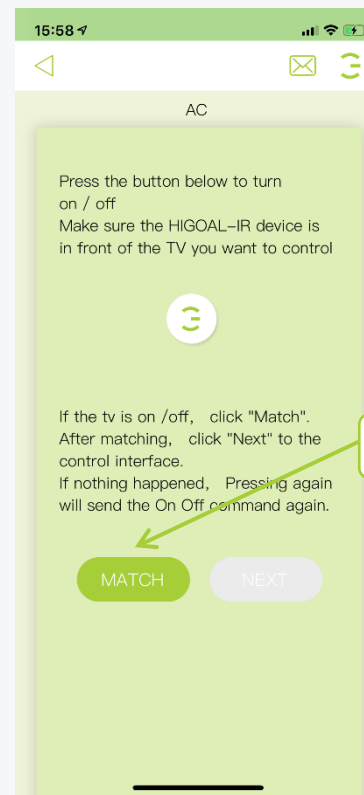 15:58
AC
Press the button below to turn
on / off
Make sure the HIGOAL-IR device is
in front of the TV you want to control
If the tv is on /off, click "Match".
After matching, click "Next" to the
control interface.
If nothing happened, Pressing again
will send the On Off command again.
MATCH NEXT